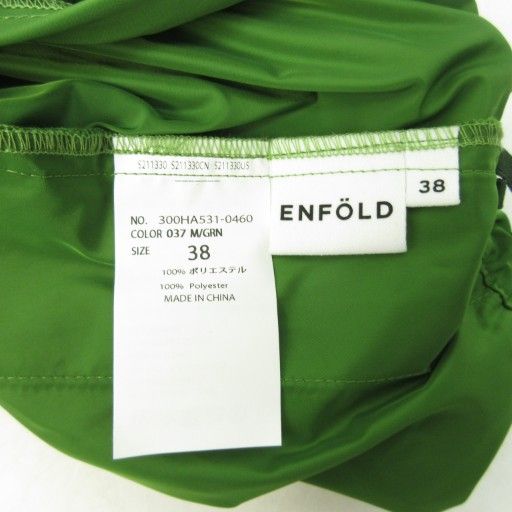 S211330 S211330CN S211330US
NO. 300HA531-0460
COLOR 037 M/GRN
SIZE 38
100% ポリエステル
100% Polyester
MADE IN CHINA
ENFÖLD
38